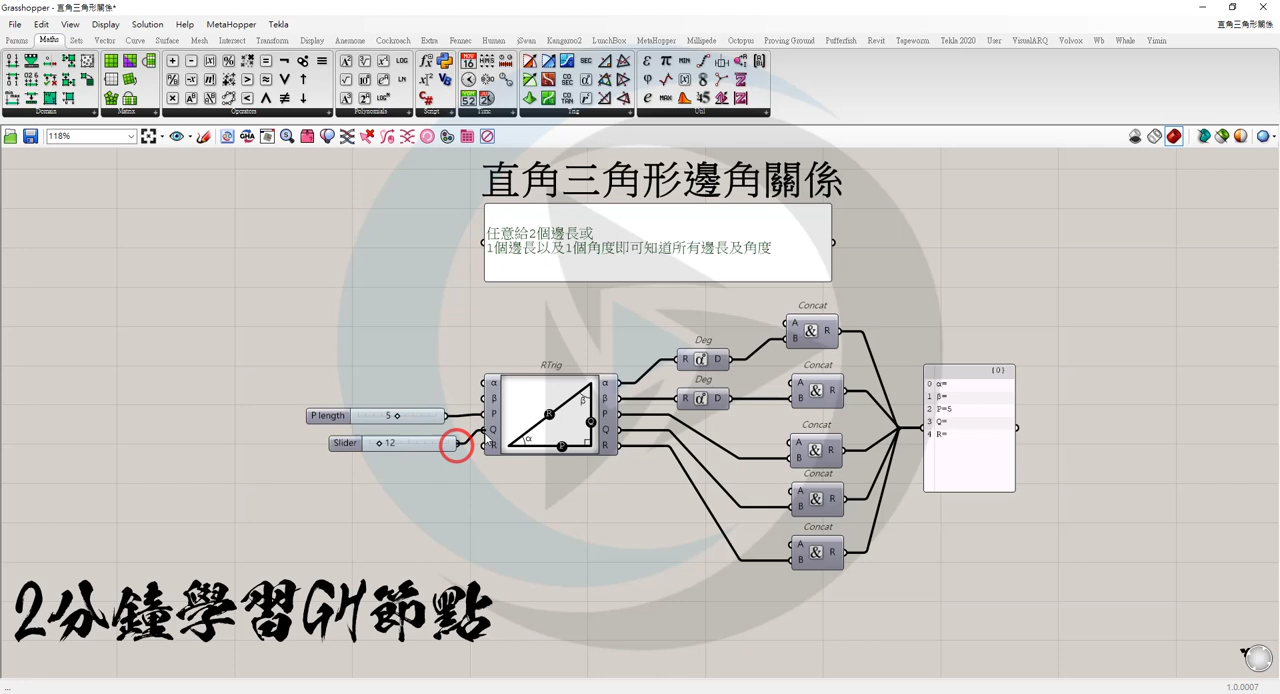 Grasshopper - 直角三角形關係*
File Edit View Display Solution Help MetaHopper Tekla
直角三角形關係*
Params Maths Sets Vector Curve Surface Mesh Intersect Transform Display Anemone Cockroach Extra Fennec Human jSwan Kangaroo2 LunchBox MetaHopper Millipede Octopus Proving Ground Pufferfish Revit Tapeworm Tekla 2020 User VisualARQ Volvox Wb Whale Yimin
Domain Matrix Operators Polynomials Script Time Trig Util
118%
直角三角形邊角關係
任意給2個邊長或
1個邊長以及1個角度即可知道所有邊長及角度
Concat
A
& R
B
Deg
R D
RTrig
Concat
A
& R
B
{0}
Deg
R D
α α
β β
P P
Q Q
R R
β
R
Q
α
P
0 α=
1 β=
2 P=5
3 Q=
4 R=
P length 5
Slider 12
Concat
A
& R
B
Concat
A
& R
B
Concat
A
& R
B
2分鐘學習GH節點
...
1.0.0007